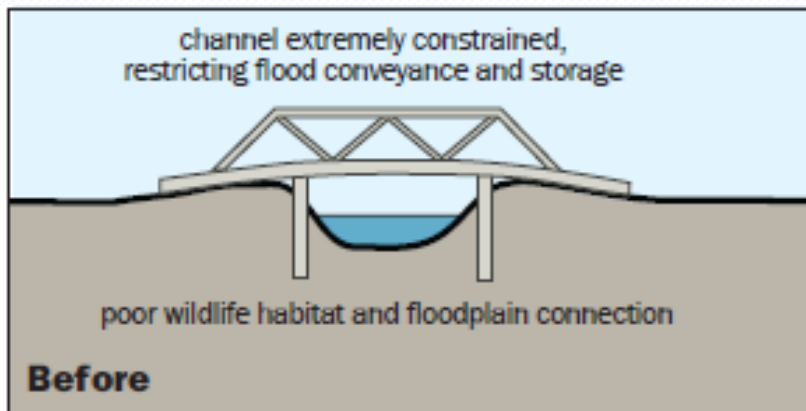 channel extremely constrained,
restricting flood conveyance and storage
poor wildlife habitat and floodplain connection
Before